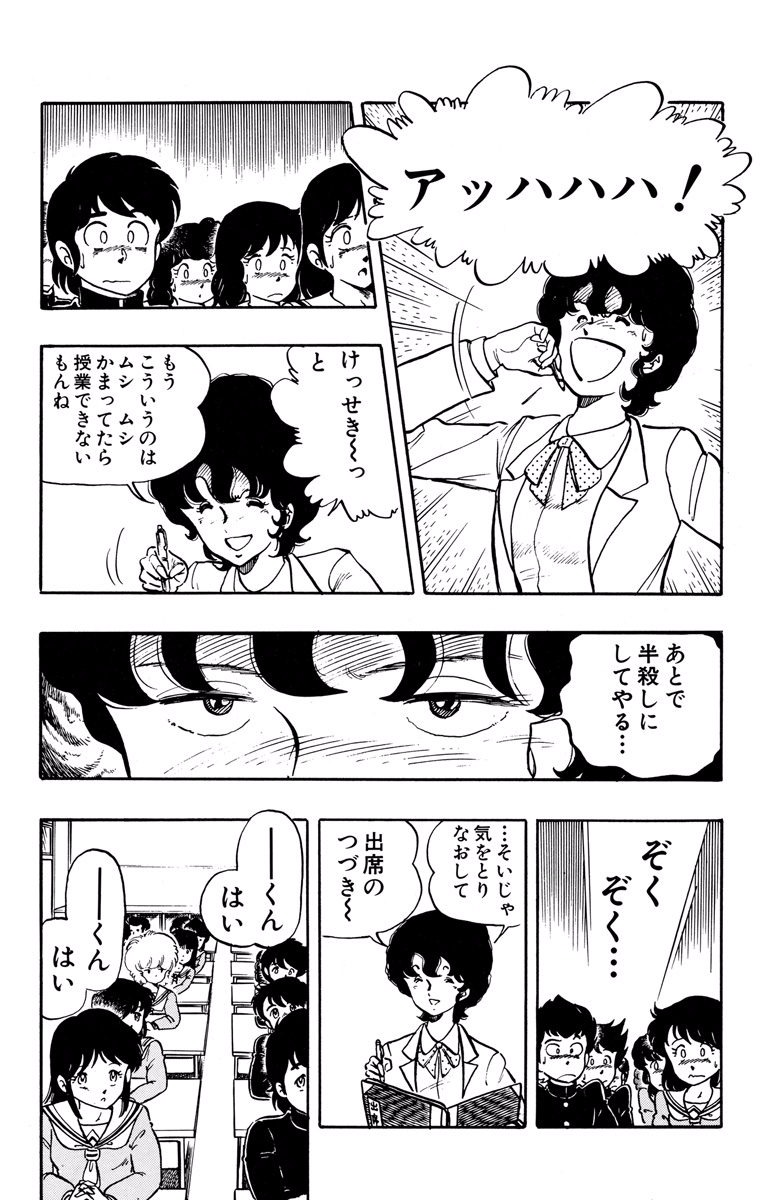 アッハハハ！
けっせき〜っ
と
もう
こういうのは
ムシ ムシ
かまってたら
授業できない
もんね
あとで
半殺しに
してやる…
ぞく
ぞく…
…そいじゃ
気をとり
なおして
出席の
つづき〜
出席
ーくん
はい
ーくん
はい